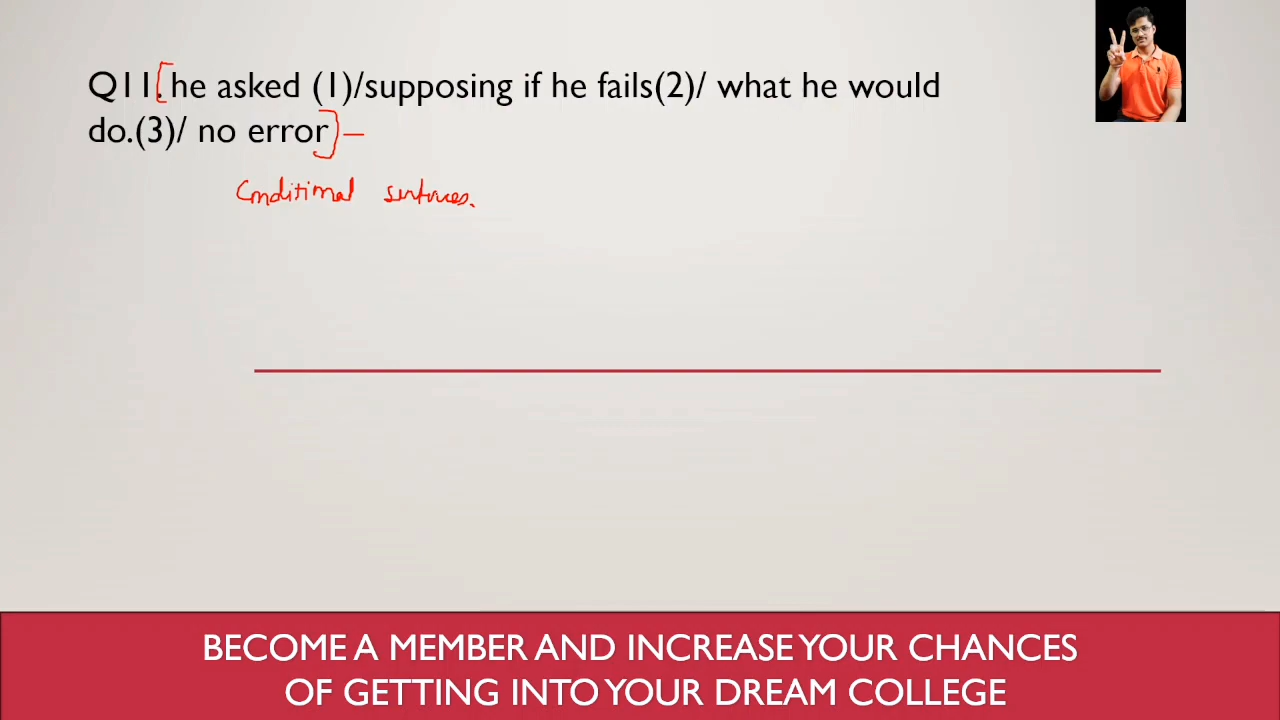 Q11. he asked (1)/supposing if he fails(2)/ what he would
do.(3)/ no error
Conditional sentences.
BECOME A MEMBER AND INCREASE YOUR CHANCES
OF GETTING INTO YOUR DREAM COLLEGE